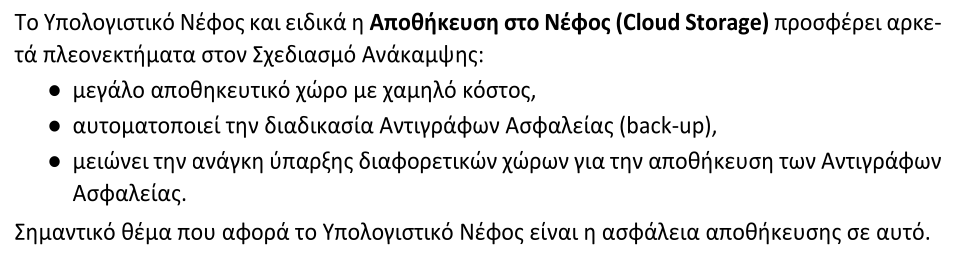 Το Υπολογιστικό Νέφος και ειδικά η Αποθήκευση στο Νέφος (Cloud Storage) προσφέρει αρκε-
τά πλεονεκτήματα στον Σχεδιασμό Ανάκαμψης:
● μεγάλο αποθηκευτικό χώρο με χαμηλό κόστος,
● αυτοματοποιεί την διαδικασία Αντιγράφων Ασφαλείας (back-up),
● μειώνει την ανάγκη ύπαρξης διαφορετικών χώρων για την αποθήκευση των Αντιγράφων
Ασφαλείας.
Σημαντικό θέμα που αφορά το Υπολογιστικό Νέφος είναι η ασφάλεια αποθήκευσης σε αυτό.